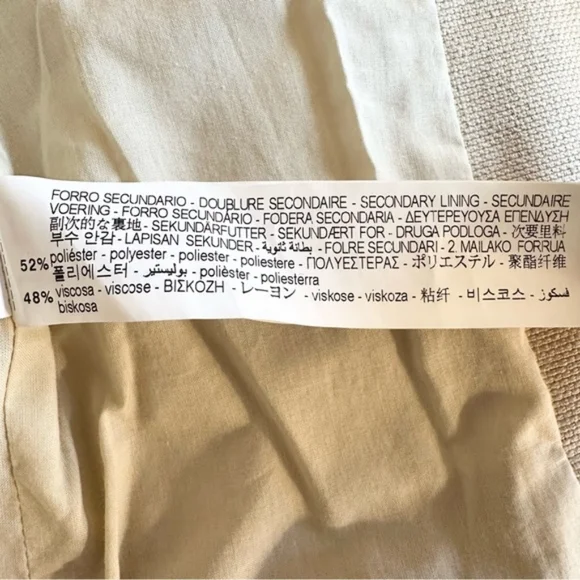 FORRO SECUNDARIO - DOUBLURE SECONDAIRE - SECONDARY LINING - SECUNDAIRE
VOERING - FORRO SECUNDÁRIO - FODERA SECONDARIA - ΔΕΥΤΕΡΕΥΟΥΣΑ ΕΠΕΝΔΥΣΗ
副次的な裏地 - SEKUNDÄRFUTTER - SEKUNDÆRT FOR - DRUGA PODLOGA - 次要里料
부수 안감 - LAPISAN SEKUNDER - بطانة ثانوية - FOLRE SECUNDARI - 2. MAILAKO FORRUA
52% poliéster - polyester - poliester - poliestere - ΠΟΛΥΕΣΤΕΡΑΣ - ポリエステル - 聚酯纤维
폴리에스터 - بوليستير - polièster - poliesterra
48% viscosa - viscose - ΒΙΣΚΟΖΗ - レーヨン - viskose - viskoza - 粘纤 - 비스코스 - فسكوز
biskosa